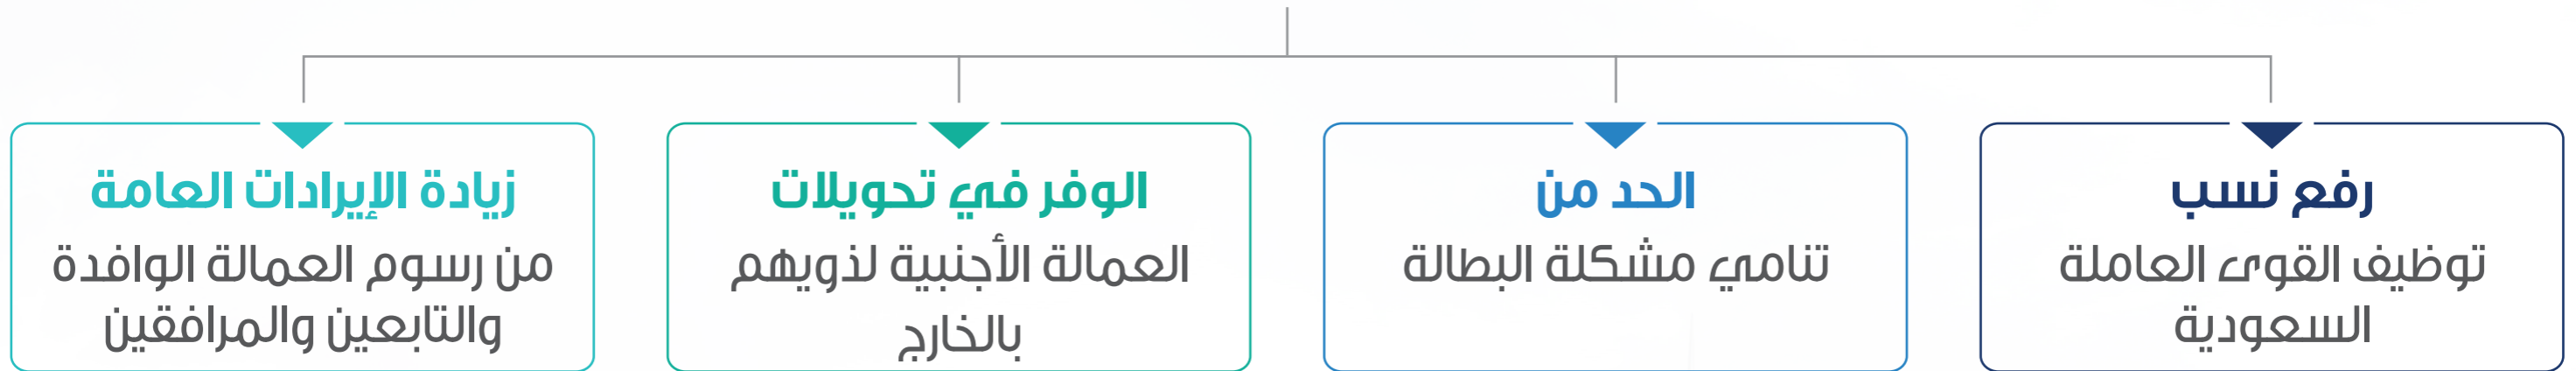 رفع نسب
توظيف القوى العاملة
السعودية
الحد من
تنامي مشكلة البطالة
الوفر في تحويلات
العمالة الأجنبية لذويهم
بالخارج
زيادة الإيرادات العامة
من رسوم العمالة الوافدة
والتابعين والمرافقين